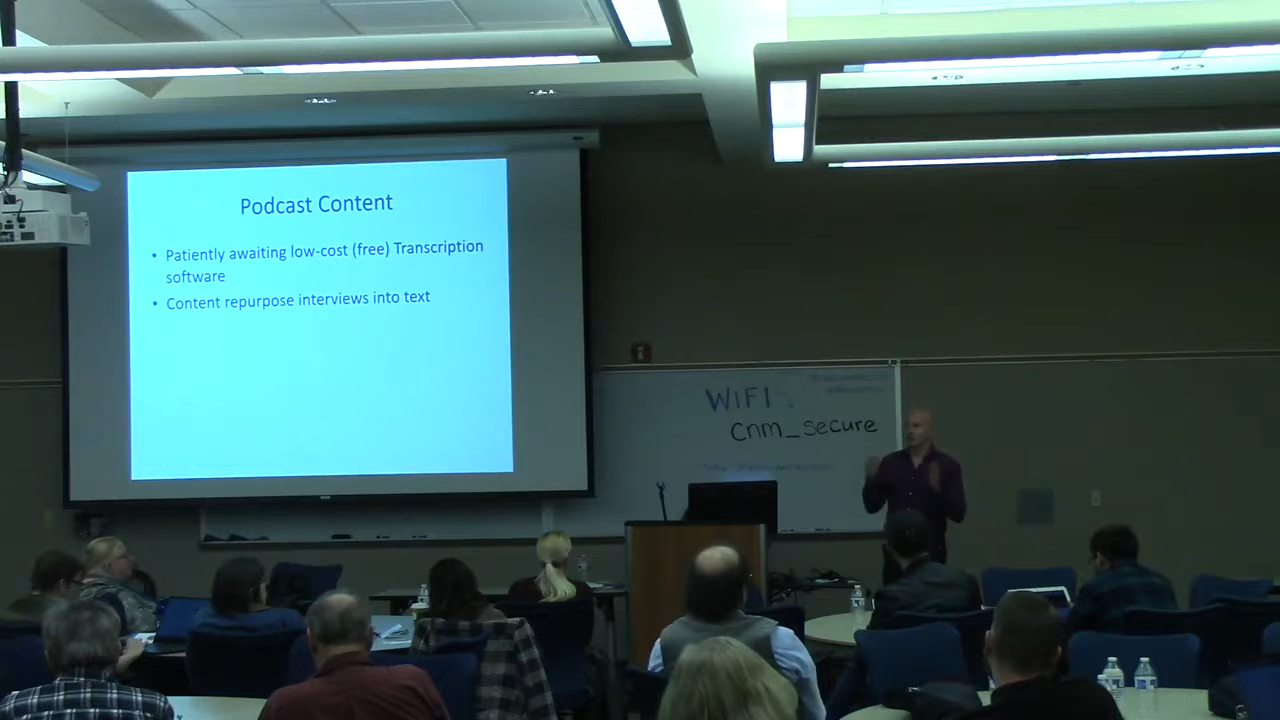 Podcast Content
• Patiently awaiting low-cost (free) Transcription
software
• Content repurpose interviews into text
WIFI
Cnm_secure